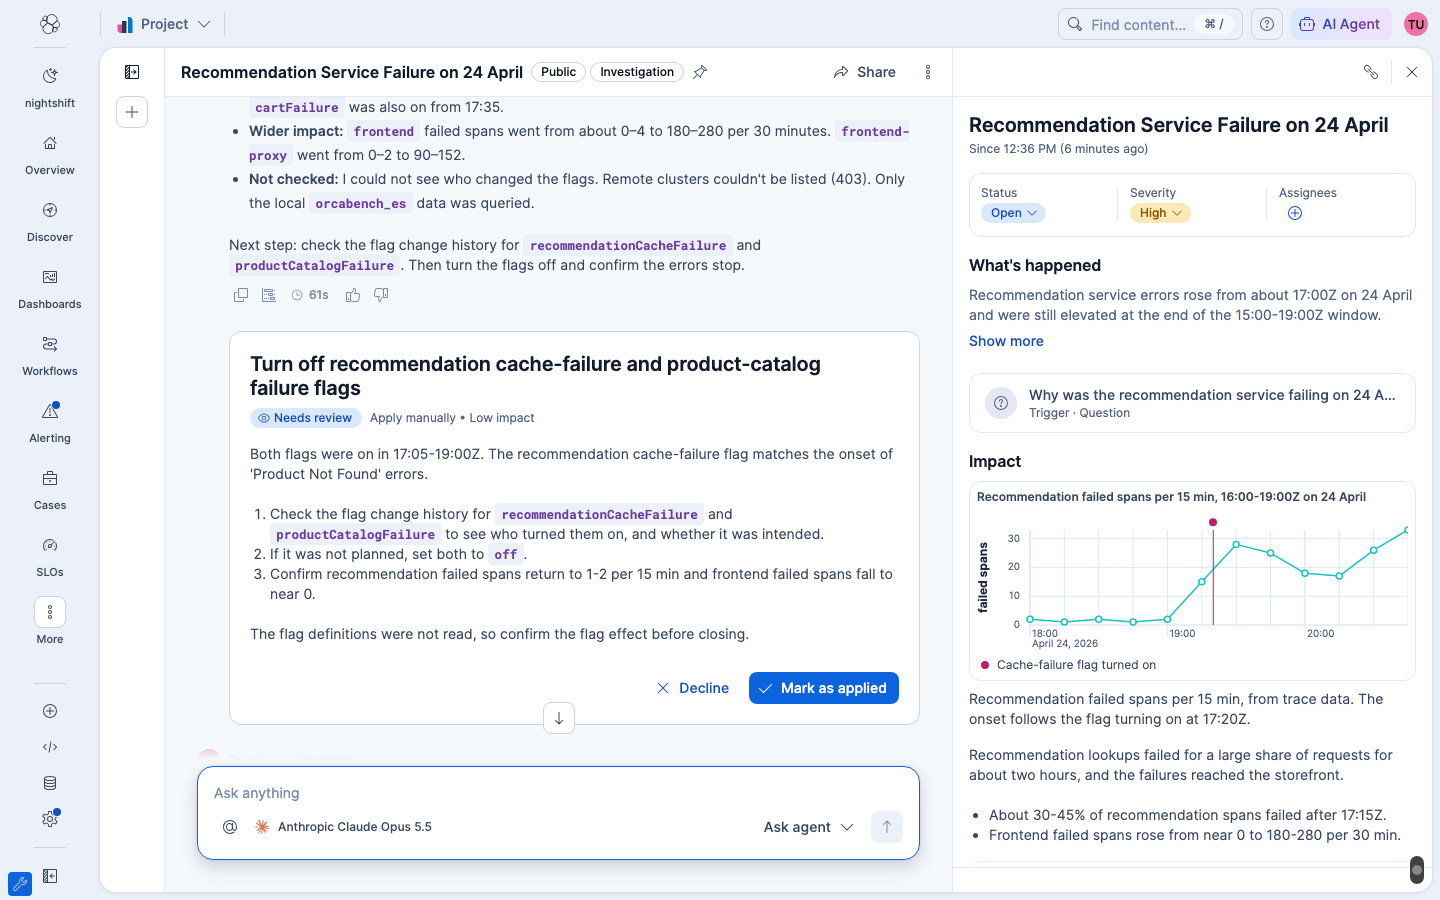 Project
Find content...
⌘ /
AI Agent
TU
nightshift
Overview
Discover
Dashboards
Workflows
Alerting
Cases
SLOs
More
Recommendation Service Failure on 24 April
Public
Investigation
Share
cartFailure was also on from 17:35.
• Wider impact: frontend failed spans went from about 0–4 to 180–280 per 30 minutes. frontend-
proxy went from 0–2 to 90–152.
• Not checked: I could not see who changed the flags. Remote clusters couldn't be listed (403). Only
the local orcabench_es data was queried.
Next step: check the flag change history for recommendationCacheFailure and
productCatalogFailure. Then turn the flags off and confirm the errors stop.
61s
Turn off recommendation cache-failure and product-catalog
failure flags
Needs review
Apply manually • Low impact
Both flags were on in 17:05-19:00Z. The recommendation cache-failure flag matches the onset of
'Product Not Found' errors.
1. Check the flag change history for recommendationCacheFailure and
productCatalogFailure to see who turned them on, and whether it was intended.
2. If it was not planned, set both to off.
3. Confirm recommendation failed spans return to 1-2 per 15 min and frontend failed spans fall to
near 0.
The flag definitions were not read, so confirm the flag effect before closing.
Decline
Mark as applied
Ask anything
@
Anthropic Claude Opus 5.5
Ask agent
Recommendation Service Failure on 24 April
Since 12:36 PM (6 minutes ago)
Status
Open
Severity
High
Assignees
What's happened
Recommendation service errors rose from about 17:00Z on 24 April
and were still elevated at the end of the 15:00-19:00Z window.
Show more
Why was the recommendation service failing on 24 A...
Trigger · Question
Impact
Recommendation failed spans per 15 min, 16:00-19:00Z on 24 April
failed spans
30
20
10
0
18:00
April 24, 2026
19:00
20:00
Cache-failure flag turned on
Recommendation failed spans per 15 min, from trace data. The
onset follows the flag turning on at 17:20Z.
Recommendation lookups failed for a large share of requests for
about two hours, and the failures reached the storefront.
• About 30-45% of recommendation spans failed after 17:15Z.
• Frontend failed spans rose from near 0 to 180-280 per 30 min.